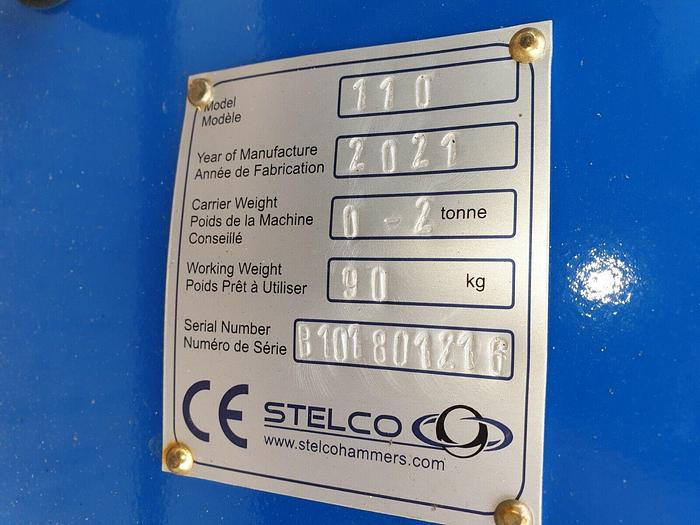 Model 110
Modèle
Year of Manufacture 2021
Année de Fabrication
Carrier Weight 0-2 tonne
Poids de la Machine
Conseillé
Working Weight 90 kg
Poids Prêt à Utiliser
Serial Number B101801216
Numéro de Série
CE STELCO
www.stelcohammers.com